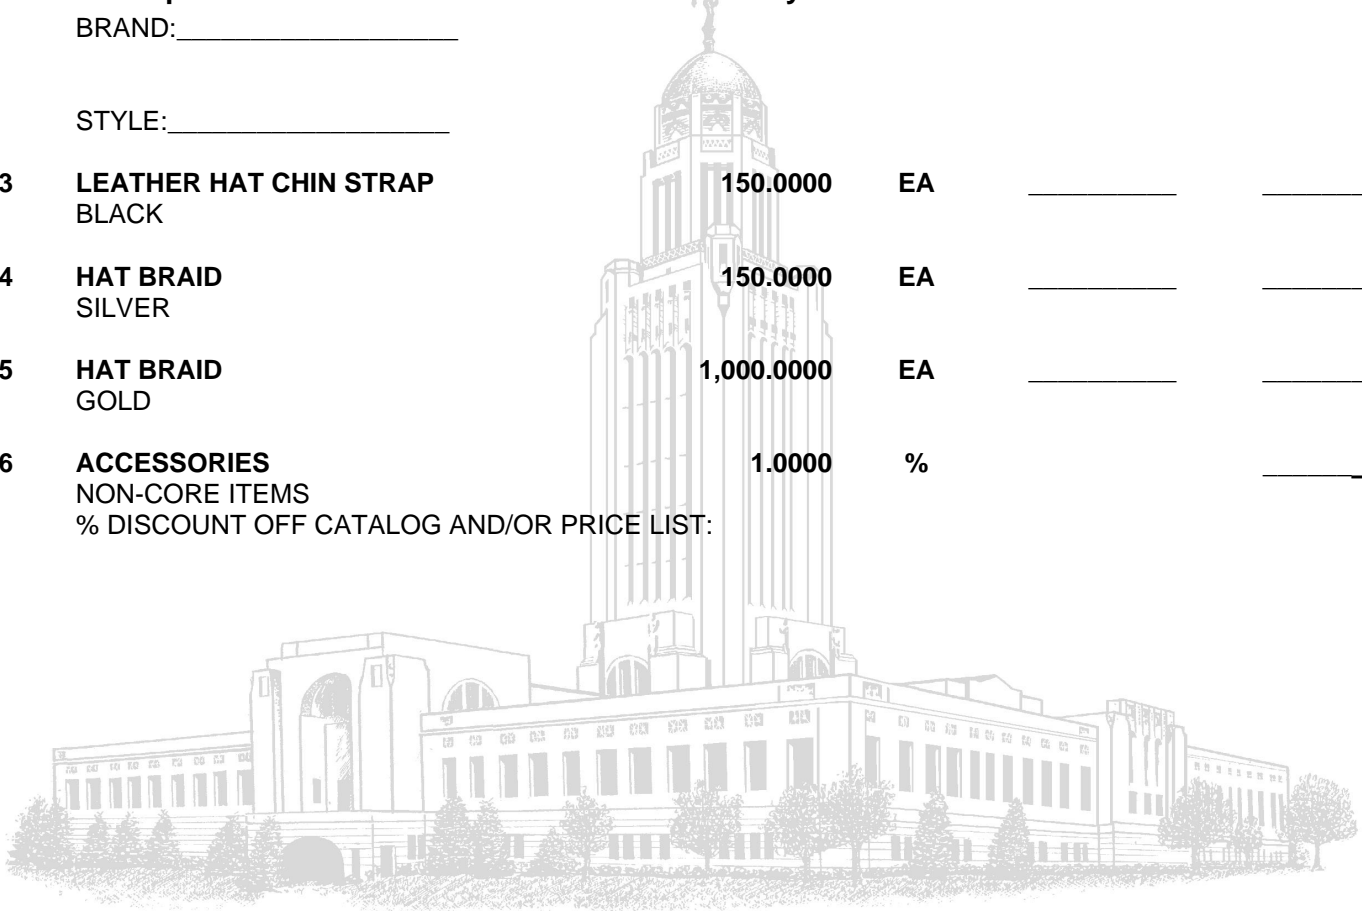 BRAND:___________________
STYLE:___________________
3 LEATHER HAT CHIN STRAP 150.0000 EA __________ _______
BLACK
4 HAT BRAID 150.0000 EA __________ _______
SILVER
5 HAT BRAID 1,000.0000 EA __________ _______
GOLD
6 ACCESSORIES 1.0000 % _______
NON-CORE ITEMS
% DISCOUNT OFF CATALOG AND/OR PRICE LIST: